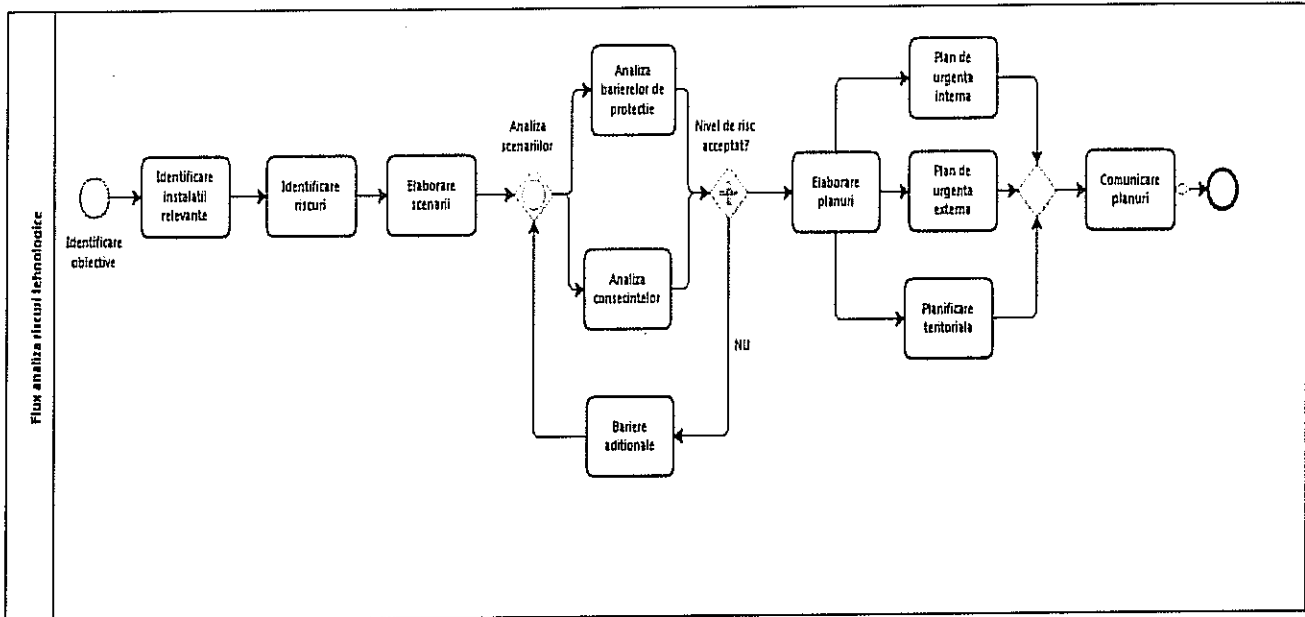 Flux analiza riscuri tehnologice
Identificare
obiective
Identificare
instalatii
relevante
Identificare
riscuri
Elaborare
scenarii
Analiza
scenariilor
Analiza
barierelor de
protectie
Analiza
consecintelor
Bariere
aditionale
Nivel de risc
acceptat?
NU
Elaborare
planuri
Plan de
urgenta
interna
Plan de
urgenta
externa
Planificare
teritoriala
Comunicare
planuri